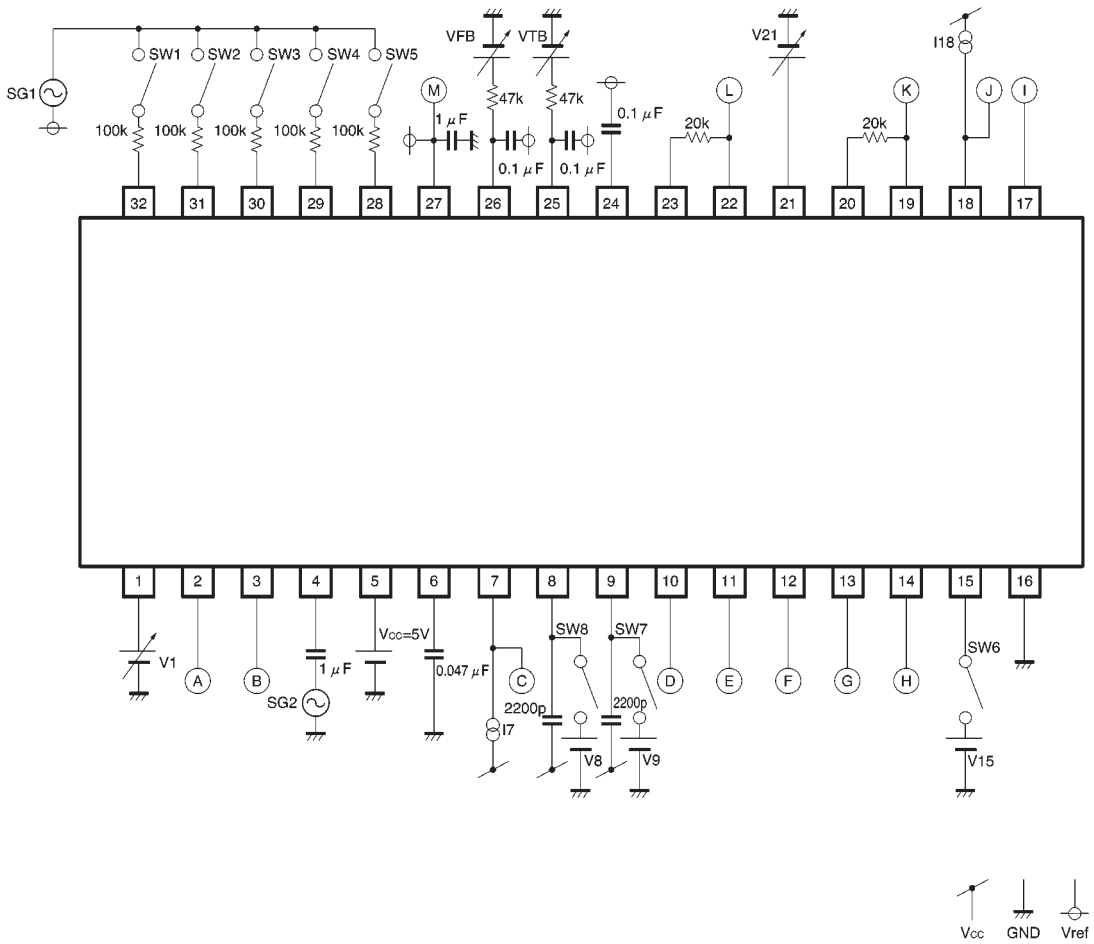 VFB VTB V21 I18
SW1 SW2 SW3 SW4 SW5
SG1
M L K J I
47k 47k
1 μF 0.1 μF
100k 100k 100k 100k 100k
20k 20k
0.1 μF 0.1 μF
32 31 30 29 28 27 26 25 24 23 22 21 20 19 18 17
1 2 3 4 5 6 7 8 9 10 11 12 13 14 15 16
Vcc=5V
SW8 SW7
SW6
V1
1 μF
0.047 μF
A B C D E F G H
SG2
2200p 2200p
I7
V8 V9 V15
Vcc GND Vref